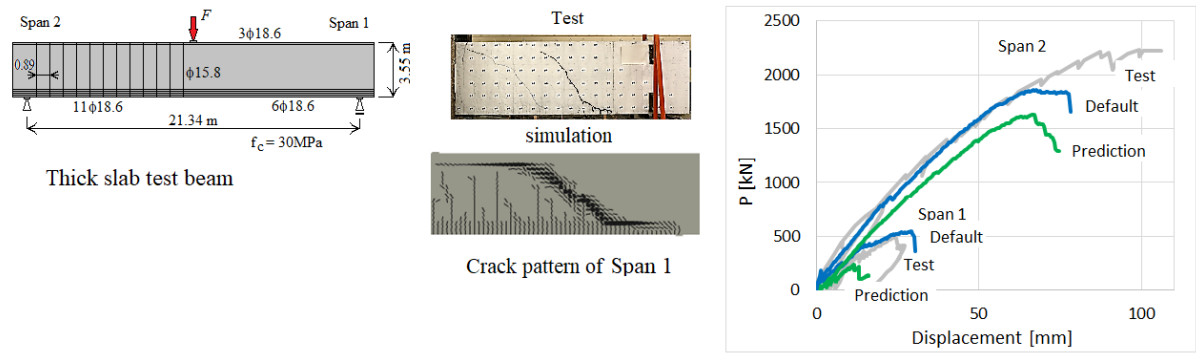 Span 2
F
Span 1
3ϕ18.6
0.89
ϕ15.8
3.55 m
11ϕ18.6
6ϕ18.6
21.34 m
fc = 30MPa
Thick slab test beam
Test
simulation
Crack pattern of Span 1
2500
2000
1500
1000
500
0
P [kN]
Span 2
Test
Default
Prediction
Span 1
Default
Test
Prediction
0
50
100
Displacement [mm]